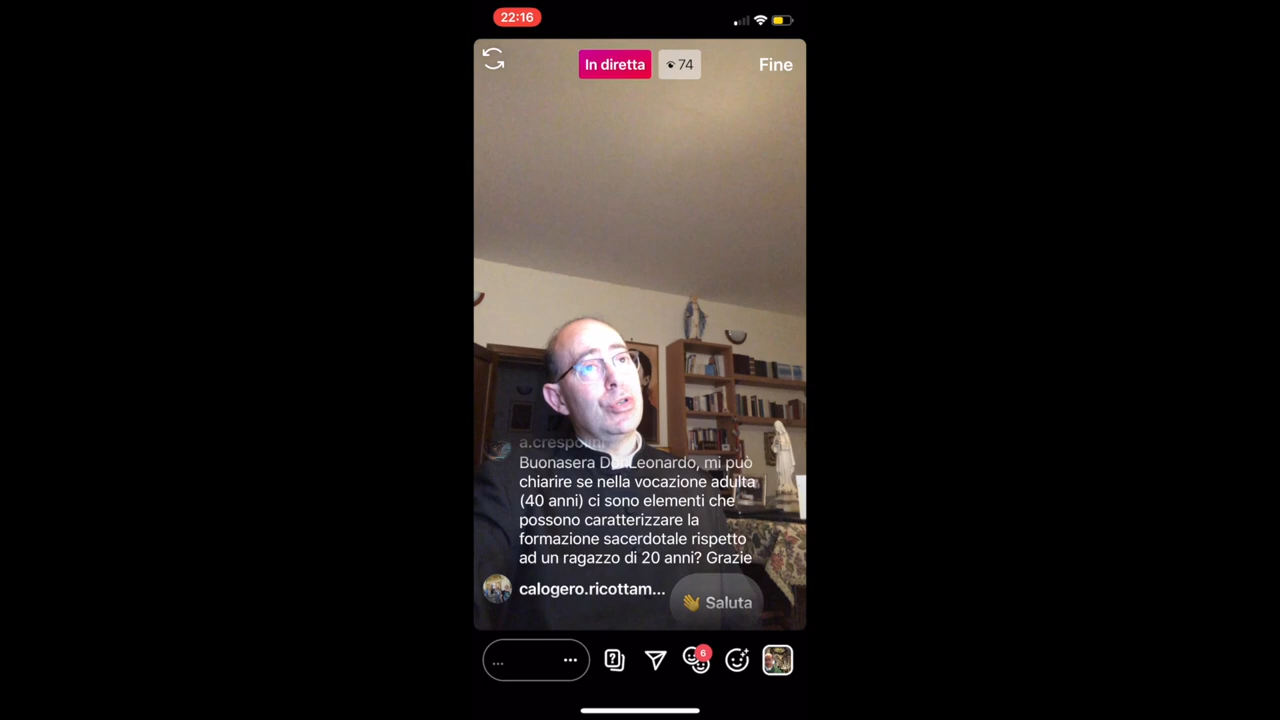 22:16
In diretta
74
Fine
a.crespolini
Buonasera Don Leonardo, mi può
chiarire se nella vocazione adulta
(40 anni) ci sono elementi che
possono caratterizzare la
formazione sacerdotale rispetto
ad un ragazzo di 20 anni? Grazie
calogero.ricottam...
👋 Saluta
...
6